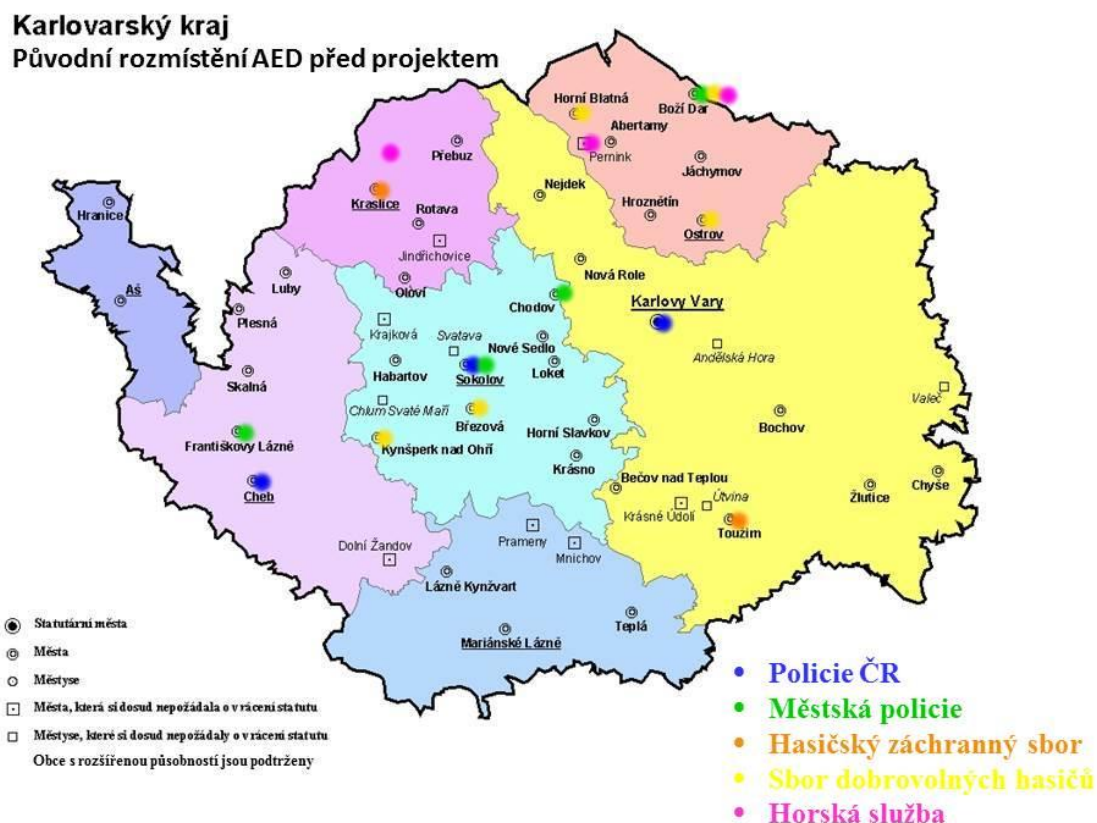 Karlovarský kraj
Původní rozmístění AED před projektem
Horní Blatná
Boží Dar
Abertamy
Přebuz
Pernink
Jáchymov
Nejdek
Kraslice
Hranice
Rotava
Hroznětín
Ostrov
Jindřichovice
Nová Role
Luby
Olòví
Aš
Chodov
Karlovy Vary
Plesná
Krajková
Svatava
Nové Sedlo
Andělská Hora
Habartov
Sokolov
Loket
Skalná
Valeč
Chlum Svaté Maří
Březová
Bochov
Horní Slavkov
Františkovy Lázně
Kynšperk nad Ohří
Krásno
Cheb
Bečov nad Teplou
Chyše
Žlutice
Útvina
Krásné Údolí
Toužim
Prameny
Dolní Žandov
Mnichov
Lázně Kynžvart
Teplá
Mariánské Lázně
Statutární města
Města
Městyse
Města, která si dosud nepožádala o vrácení statutu
Městyse, které si dosud nepožádaly o vrácení statutu
Obce s rozšířenou působností jsou podtrženy
• Policie ČR
• Městská policie
• Hasičský záchranný sbor
• Sbor dobrovolných hasičů
• Horská služba